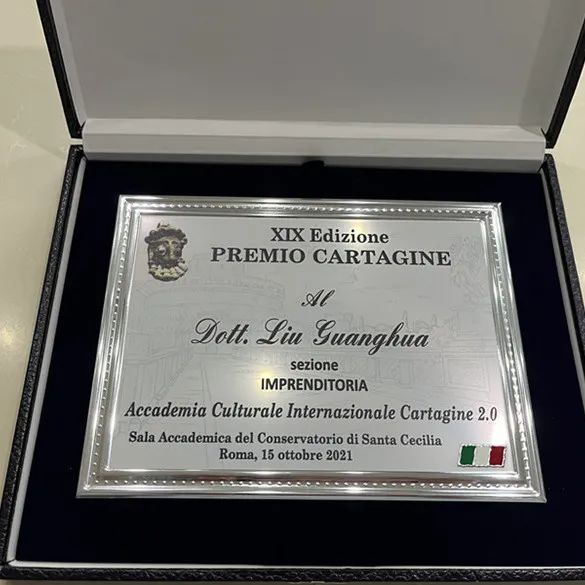 XIX Edizione
PREMIO CARTAGINE
Al
Dott. Liu Guanghua
sezione
IMPRENDITORIA
Accademia Culturale Internazionale Cartagine 2.0
Sala Accademica del Conservatorio di Santa Cecilia
Roma, 15 ottobre 2021